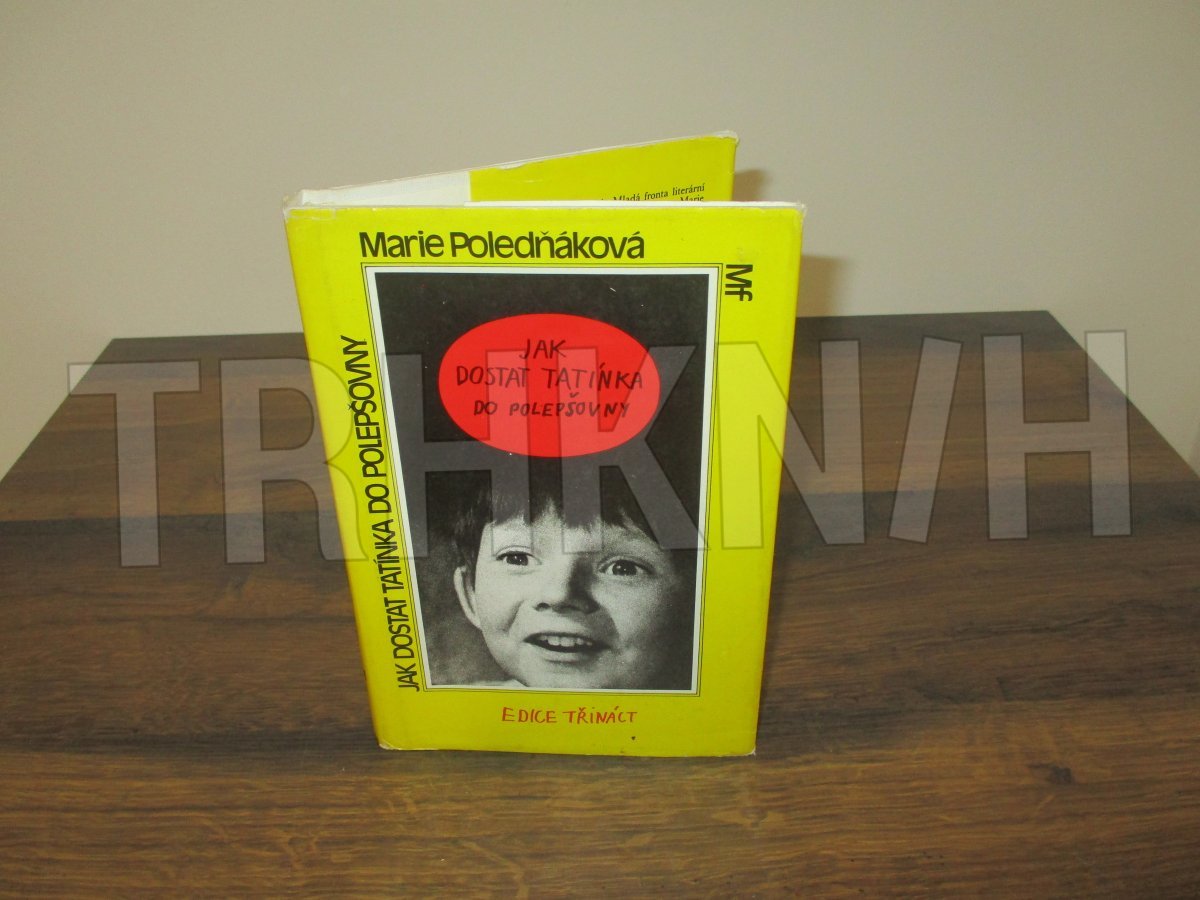 Mladá fronta literární
Marie
Marie Poledňáková
Mf
JAK DOSTAT TATÍNKA DO POLEPŠOVNY
JAK
DOSTAT TATÍNKA
DO POLEPŠOVNY
EDICE TŘINÁCT
TRHKN/H